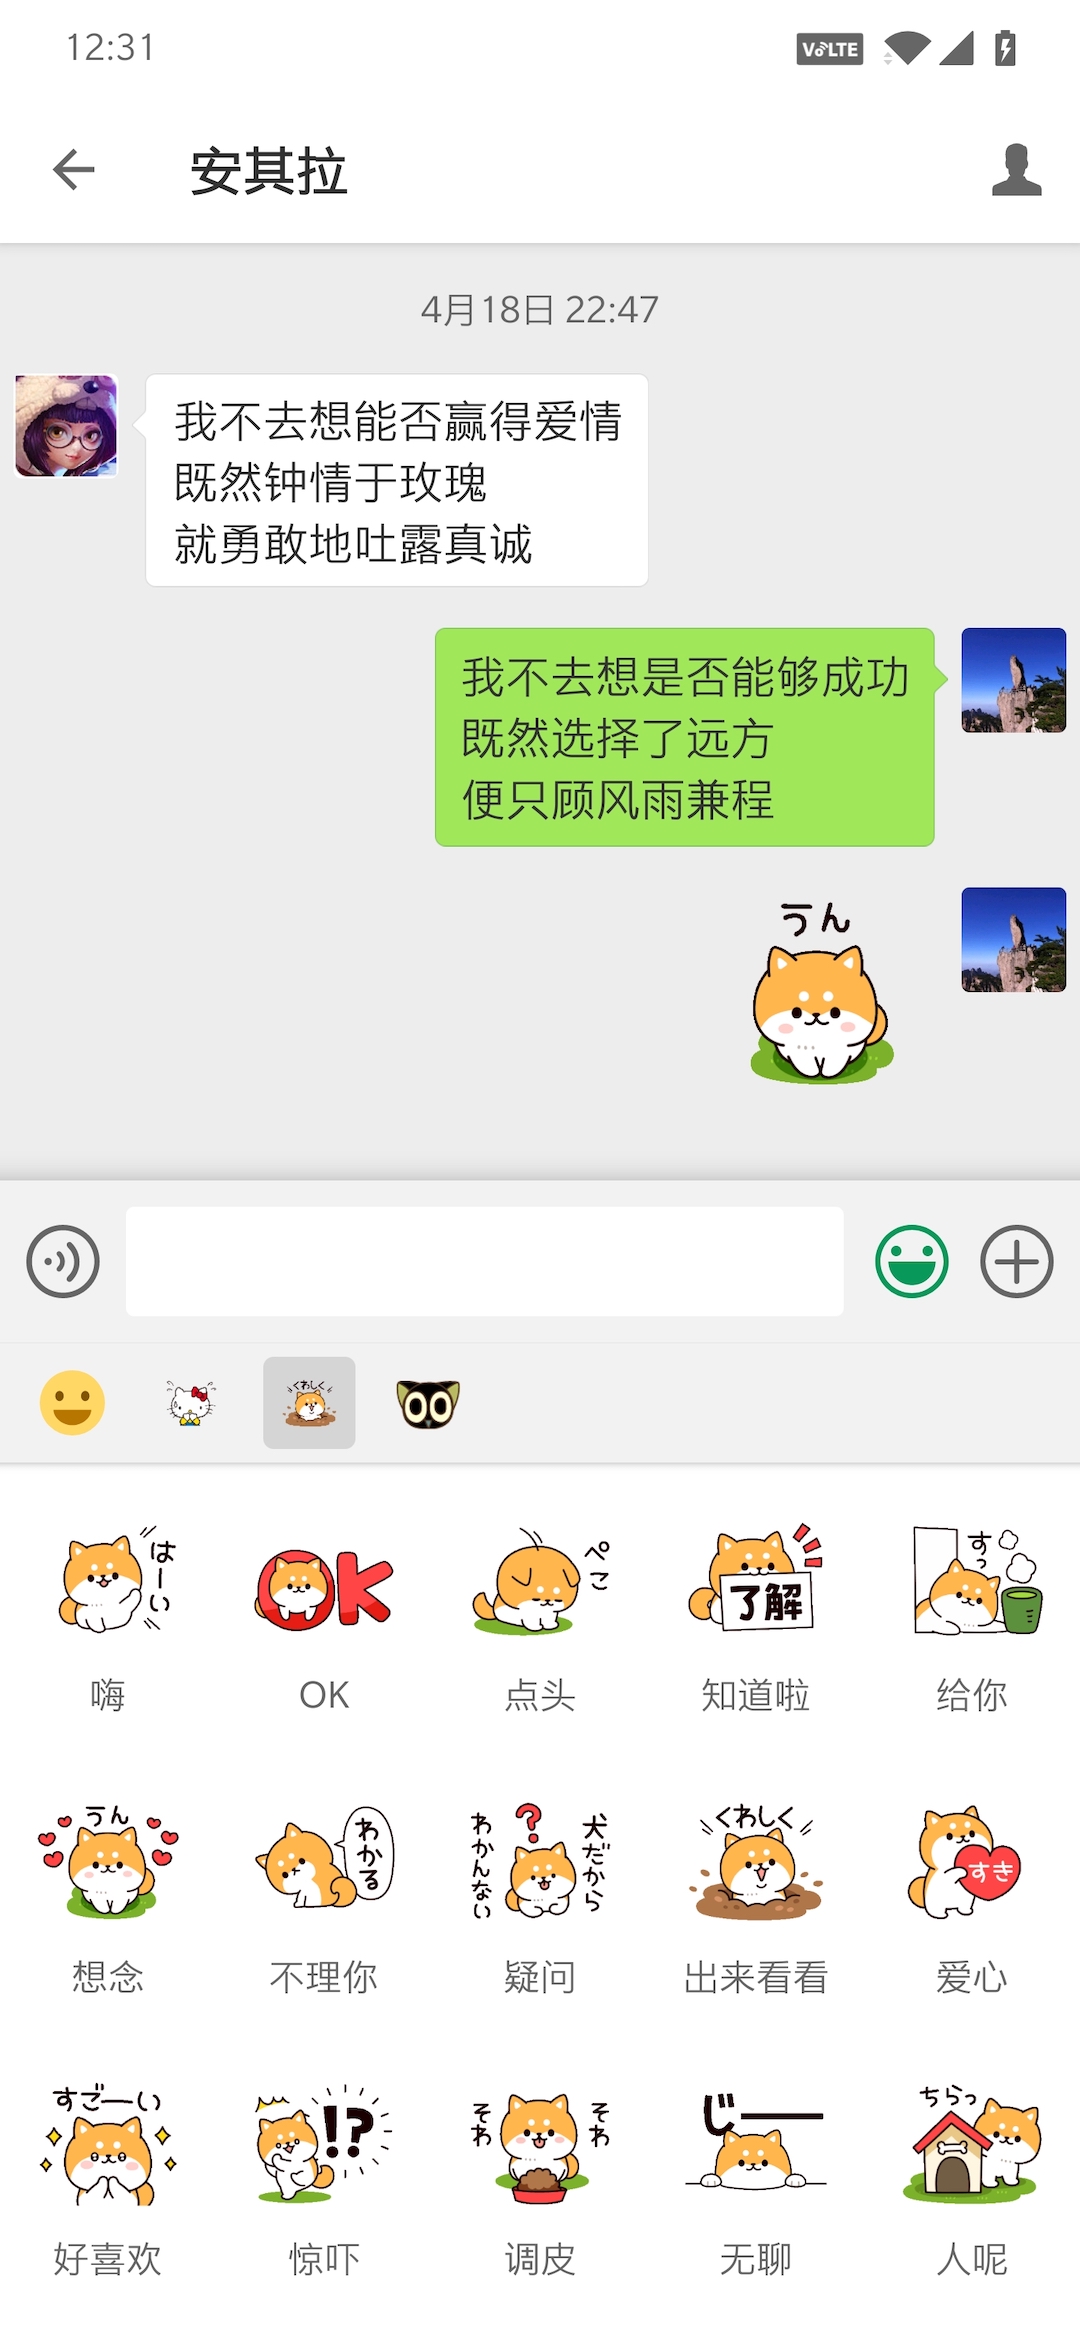 12:31
VoLTE
安其拉
4月18日 22:47
我不去想能否赢得爱情
既然钟情于玫瑰
就勇敢地吐露真诚
我不去想是否能够成功
既然选择了远方
便只顾风雨兼程
うん
くわしく
はーい
OK
ぺこ
了解
すっ
嗨
OK
点头
知道啦
给你
うん
わかる
犬だから
わかんない
?
くわしく
すき
想念
不理你
疑问
出来看看
爱心
すごーい
!?
そわ
そわ
じ——
ちらっ
好喜欢
惊吓
调皮
无聊
人呢